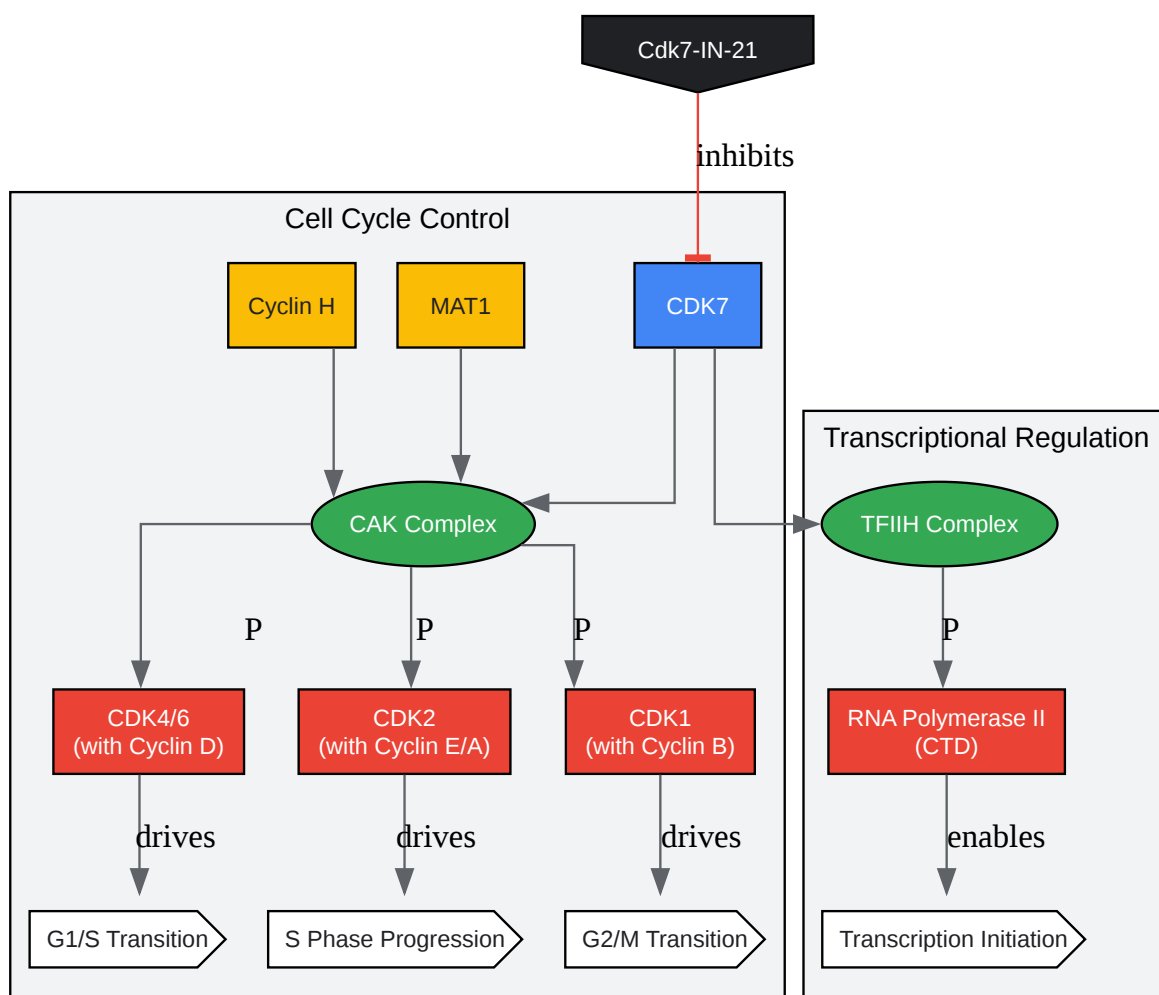 Cdk7-IN-21
inhibits
Cell Cycle Control
Cyclin H
MAT1
CDK7
Transcriptional Regulation
CAK Complex
TFIIH Complex
P
P
P
P
CDK4/6
(with Cyclin D)
CDK2
(with Cyclin E/A)
CDK1
(with Cyclin B)
RNA Polymerase II
(CTD)
drives
drives
drives
enables
G1/S Transition
S Phase Progression
G2/M Transition
Transcription Initiation